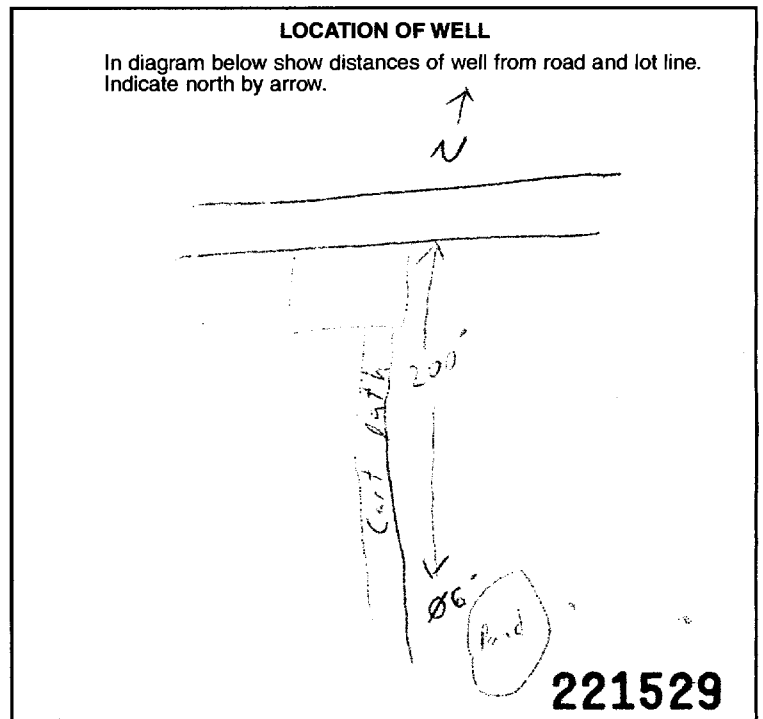 LOCATION OF WELL
In diagram below show distances of well from road and lot line.
Indicate north by arrow.
N
200'
Cart path
Ø6"
Pond
221529